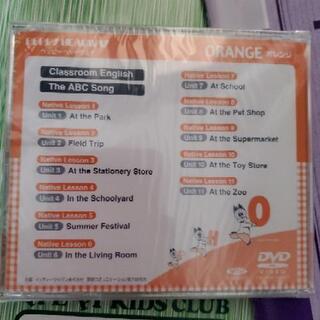 ORANGE オレンジ
Classroom English
The ABC Song
Native Lesson 1
Unit 1 At the Park
Native Lesson 2
Unit 2 Field Trip
Native Lesson 3
Unit 3 At the Stationery Store
Native Lesson 4
Unit 4 In the Schoolyard
Native Lesson 5
Unit 5 Summer Festival
Native Lesson 6
Unit 6 In the Living Room
Native Lesson 7
Unit 7 At School
Native Lesson 8
Unit 8 At the Pet Shop
Native Lesson 9
Unit 9 At the Supermarket
Native Lesson 10
Unit 10 At the Toy Store
Native Lesson 11
Unit 11 At the Zoo
O
H
DVD
VIDEO
KIDS CLUB